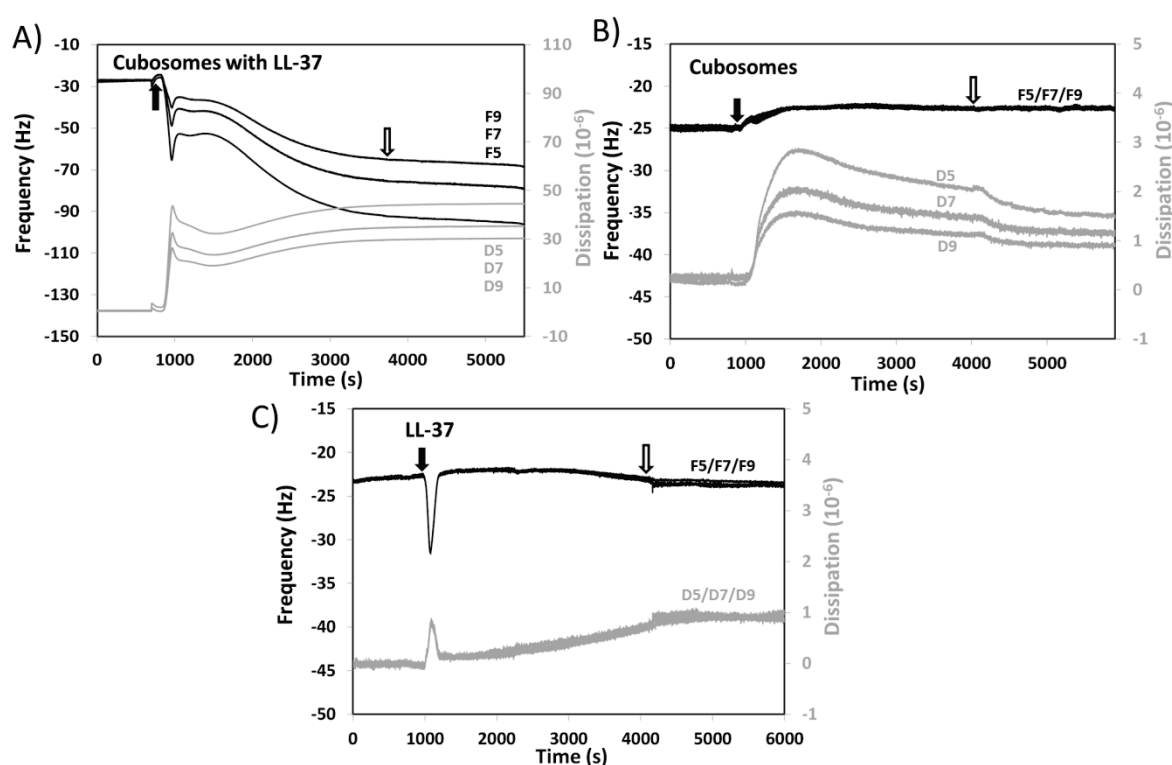 A)
Cubosomes with LL-37
-10
-30
-50
-70
-90
-110
-130
-150
Frequency (Hz)
110
90
70
50
30
10
-10
Dissipation (10-6)
F9
F7
F5
D5
D7
D9
0 1000 2000 3000 4000 5000
Time (s)
B)
Cubosomes
-15
-20
-25
-30
-35
-40
-45
-50
Frequency (Hz)
5
4
3
2
1
0
-1
Dissipation (10-6)
F5/F7/F9
D5
D7
D9
0 1000 2000 3000 4000 5000
Time (s)
C)
LL-37
-15
-20
-25
-30
-35
-40
-45
-50
Frequency (Hz)
5
4
3
2
1
0
-1
Dissipation (10-6)
F5/F7/F9
D5/D7/D9
0 1000 2000 3000 4000 5000 6000
Time (s)